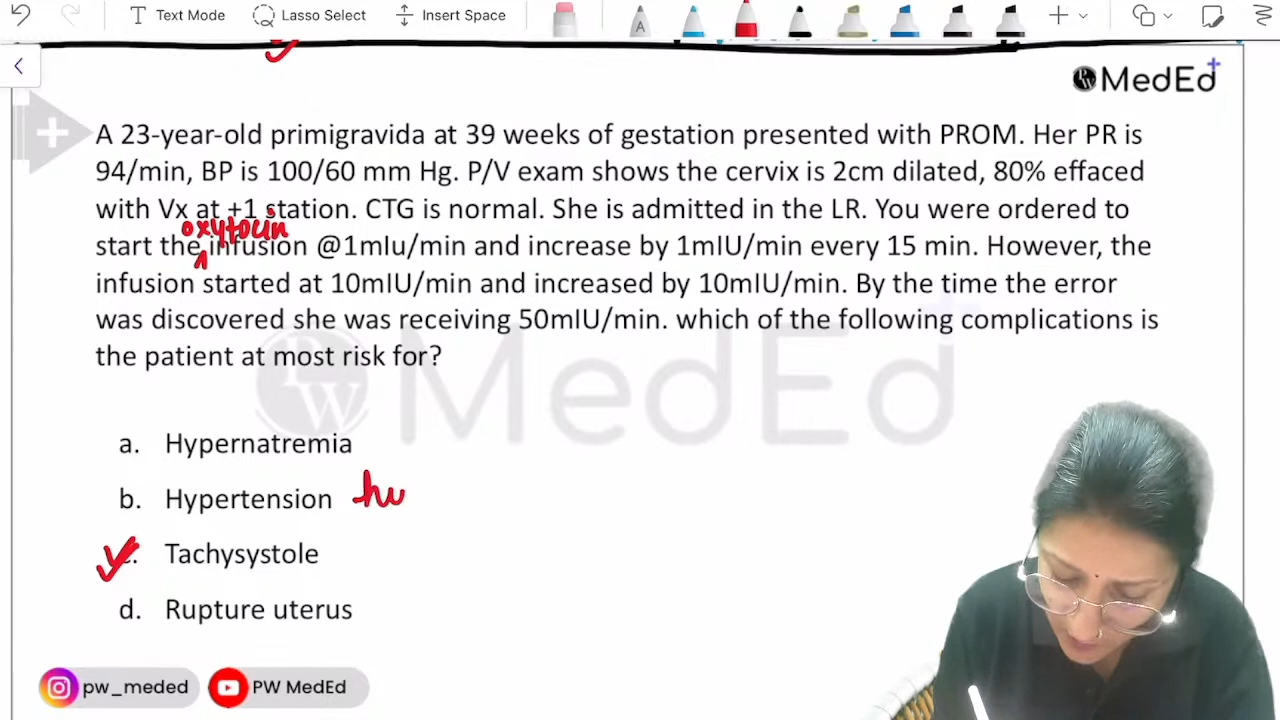 Text Mode Lasso Select Insert Space
MedEd
A 23-year-old primigravida at 39 weeks of gestation presented with PROM. Her PR is
94/min, BP is 100/60 mm Hg. P/V exam shows the cervix is 2cm dilated, 80% effaced
with Vx at +1 station. CTG is normal. She is admitted in the LR. You were ordered to
oxytocin
start the infusion @1mIu/min and increase by 1mIU/min every 15 min. However, the
infusion started at 10mIU/min and increased by 10mIU/min. By the time the error
was discovered she was receiving 50mIU/min. which of the following complications is
the patient at most risk for?
PW MedEd
a. Hypernatremia
b. Hypertension
c. Tachysystole
d. Rupture uterus
pw_meded PW MedEd